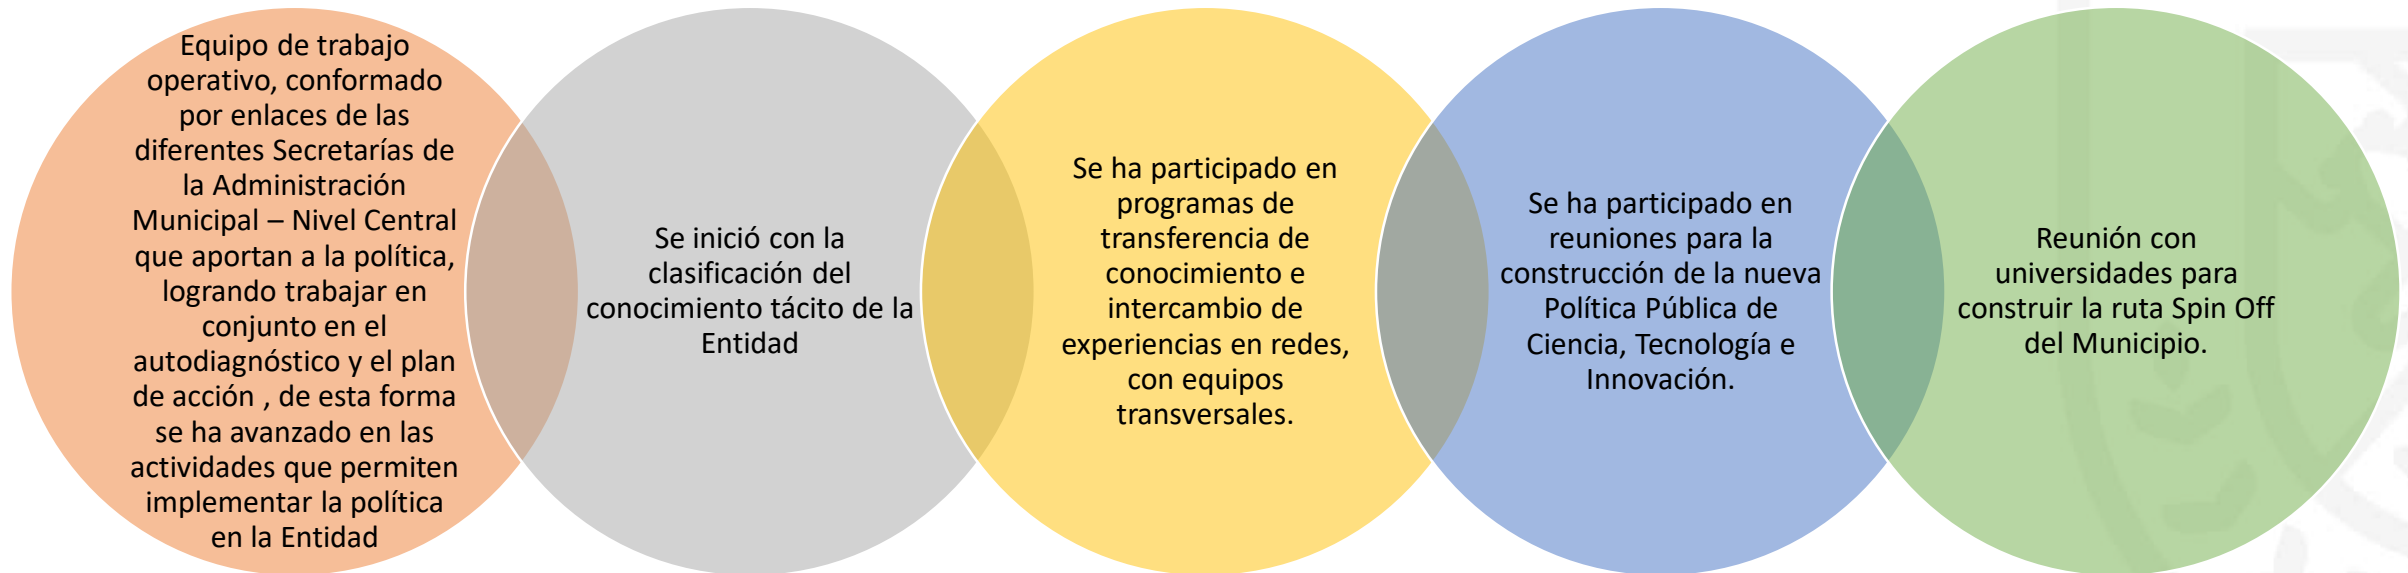 Equipo de trabajo
operativo, conformado
por enlaces de las
diferentes Secretarías de
la Administración
Municipal – Nivel Central
que aportan a la política,
logrando trabajar en
conjunto en el
autodiagnóstico y el plan
de acción , de esta forma
se ha avanzado en las
actividades que permiten
implementar la política
en la Entidad
Se inició con la
clasificación del
conocimiento tácito de la
Entidad
Se ha participado en
programas de
transferencia de
conocimiento e
intercambio de
experiencias en redes,
con equipos
transversales.
Se ha participado en
reuniones para la
construcción de la nueva
Política Pública de
Ciencia, Tecnología e
Innovación.
Reunión con
universidades para
construir la ruta Spin Off
del Municipio.